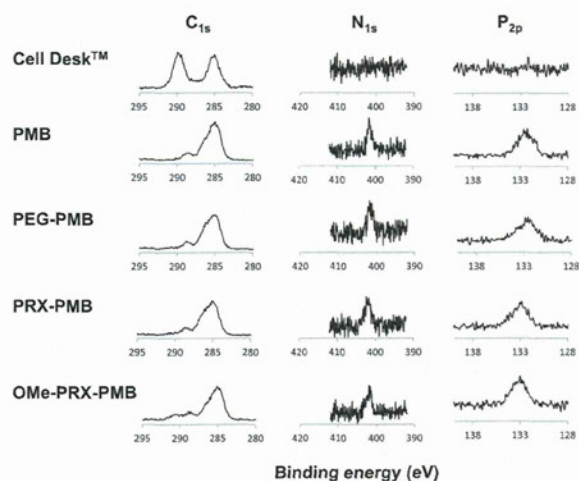 C1s N1s P2p
Cell Desk™
295 290 285 280 420 410 400 390 138 133 128
PMB
295 290 285 280 420 410 400 390 138 133 128
PEG-PMB
295 290 285 280 420 410 400 390 138 133 128
PRX-PMB
295 290 285 280 420 410 400 390 138 133 128
OMe-PRX-PMB
295 290 285 280 420 410 400 390 138 133 128
Binding energy (eV)